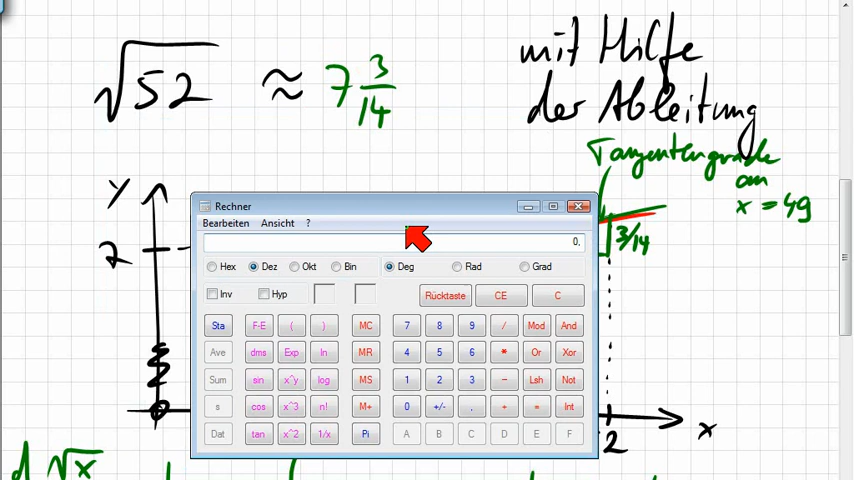 √52 ≈ 7 3/14
mit Hilfe
der Ableitung
Tangentengrade
an
x = 49
y
7
3/14
Rechner
Bearbeiten Ansicht ?
0,
Hex Dez Okt Bin Deg Rad Grad
Inv Hyp Rücktaste CE C
Sta F-E ( ) MC 7 8 9 / Mod And
Ave dms Exp ln MR 4 5 6 * Or Xor
Sum sin x^y log MS 1 2 3 - Lsh Not
s cos x^3 n! M+ 0 +/- , + = Int
Dat tan x^2 1/x Pi A B C D E F
x
2
d √x